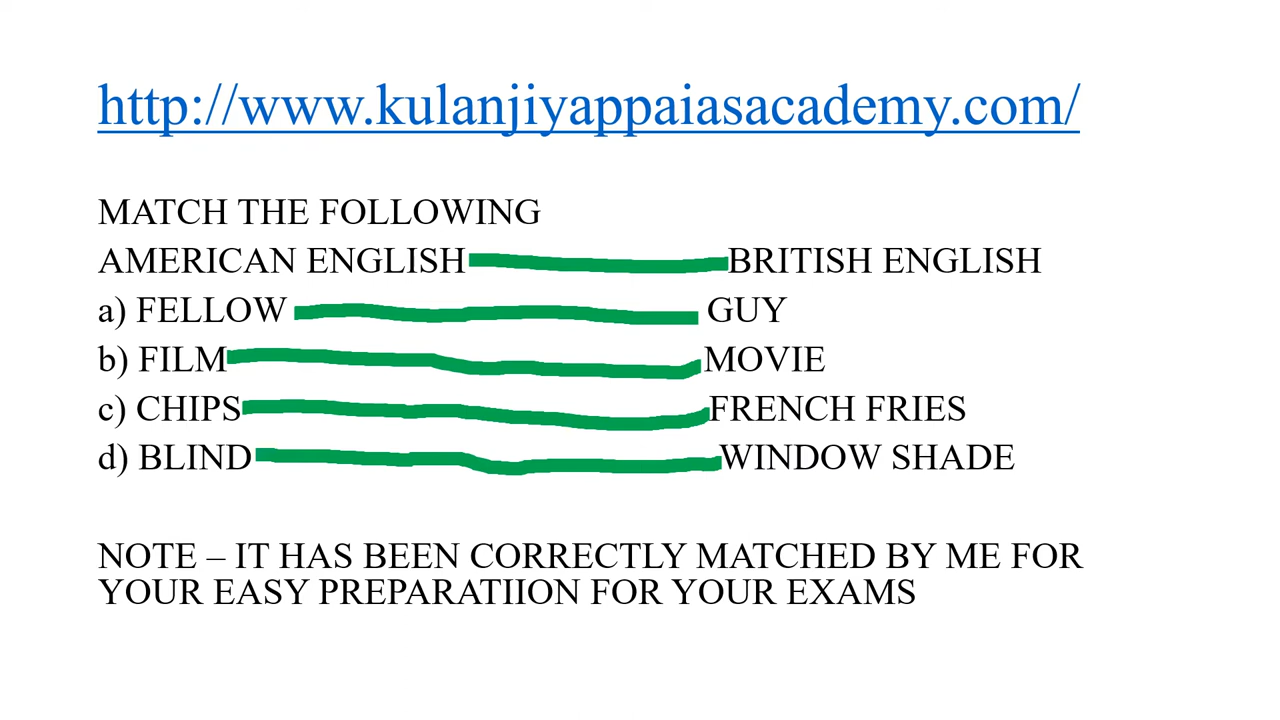 http://www.kulanjiyappaiasacademy.com/
MATCH THE FOLLOWING
AMERICAN ENGLISH BRITISH ENGLISH
a) FELLOW GUY
b) FILM MOVIE
c) CHIPS FRENCH FRIES
d) BLIND WINDOW SHADE
NOTE – IT HAS BEEN CORRECTLY MATCHED BY ME FOR
YOUR EASY PREPARATIION FOR YOUR EXAMS